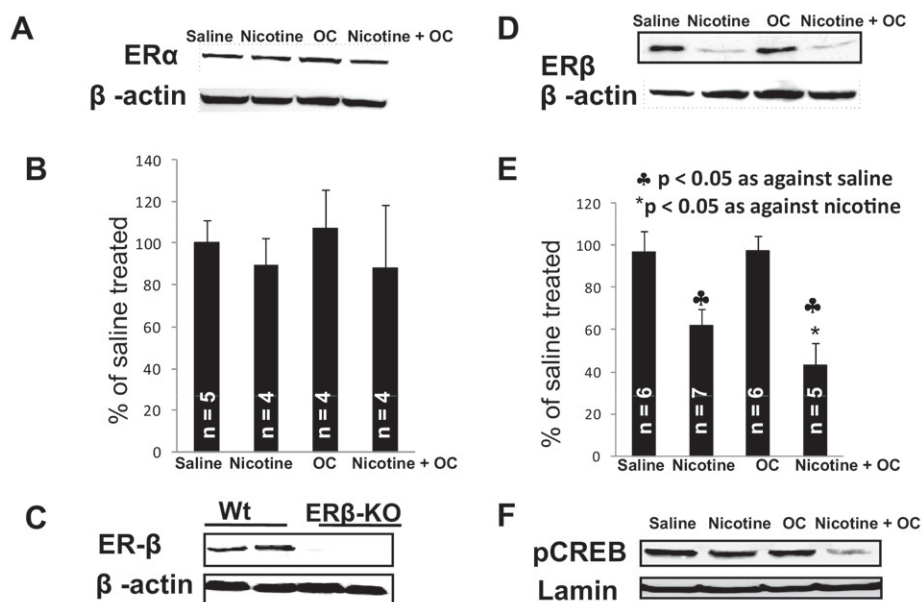 A
Saline Nicotine OC Nicotine + OC
ERα
β -actin
B
% of saline treated
140
120
100
80
60
40
20
0
n = 5
n = 4
n = 4
n = 4
Saline Nicotine OC Nicotine + OC
C
Wt ERβ-KO
ER-β
β -actin
D
Saline Nicotine OC Nicotine + OC
ERβ
β -actin
E
♣ p < 0.05 as against saline
*p < 0.05 as against nicotine
% of saline treated
120
100
80
60
40
20
0
♣
♣
*
n = 6
n = 7
n = 6
n = 5
Saline Nicotine OC Nicotine + OC
F
Saline Nicotine OC Nicotine + OC
pCREB
Lamin